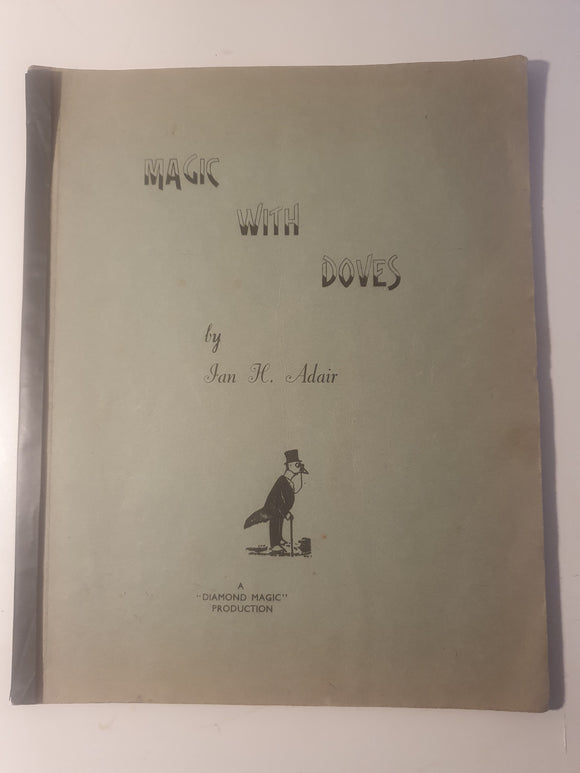 MAGIC
WITH
DOVES
by
Ian H. Adair
A
"DIAMOND MAGIC"
PRODUCTION